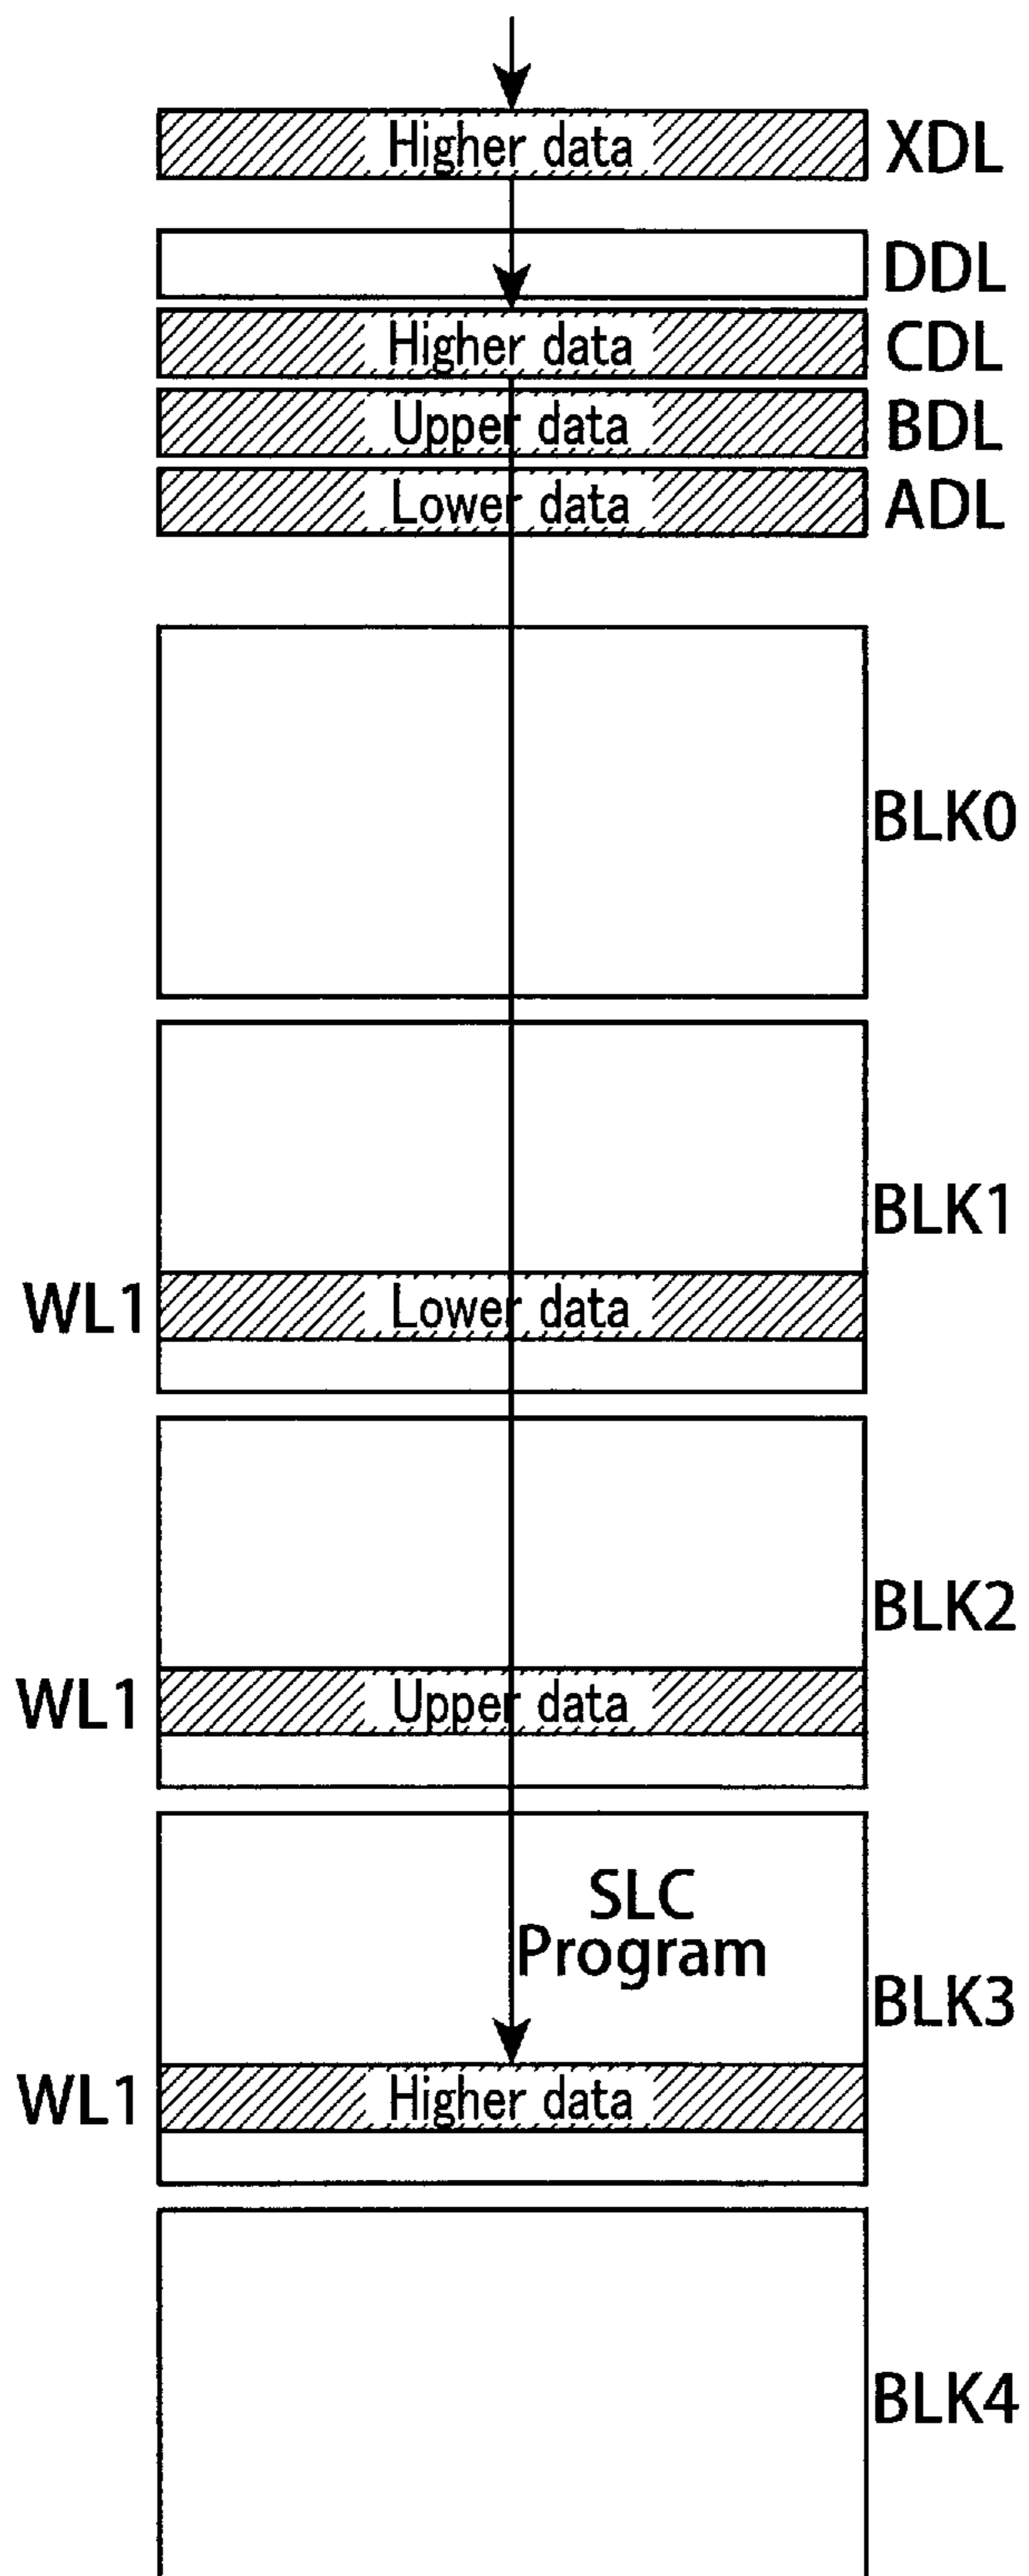 Higher data XDL
DDL
Higher data CDL
Upper data BDL
Lower data ADL
BLK0
BLK1
WL1 Lower data
BLK2
WL1 Upper data
SLC
Program
BLK3
WL1 Higher data
BLK4